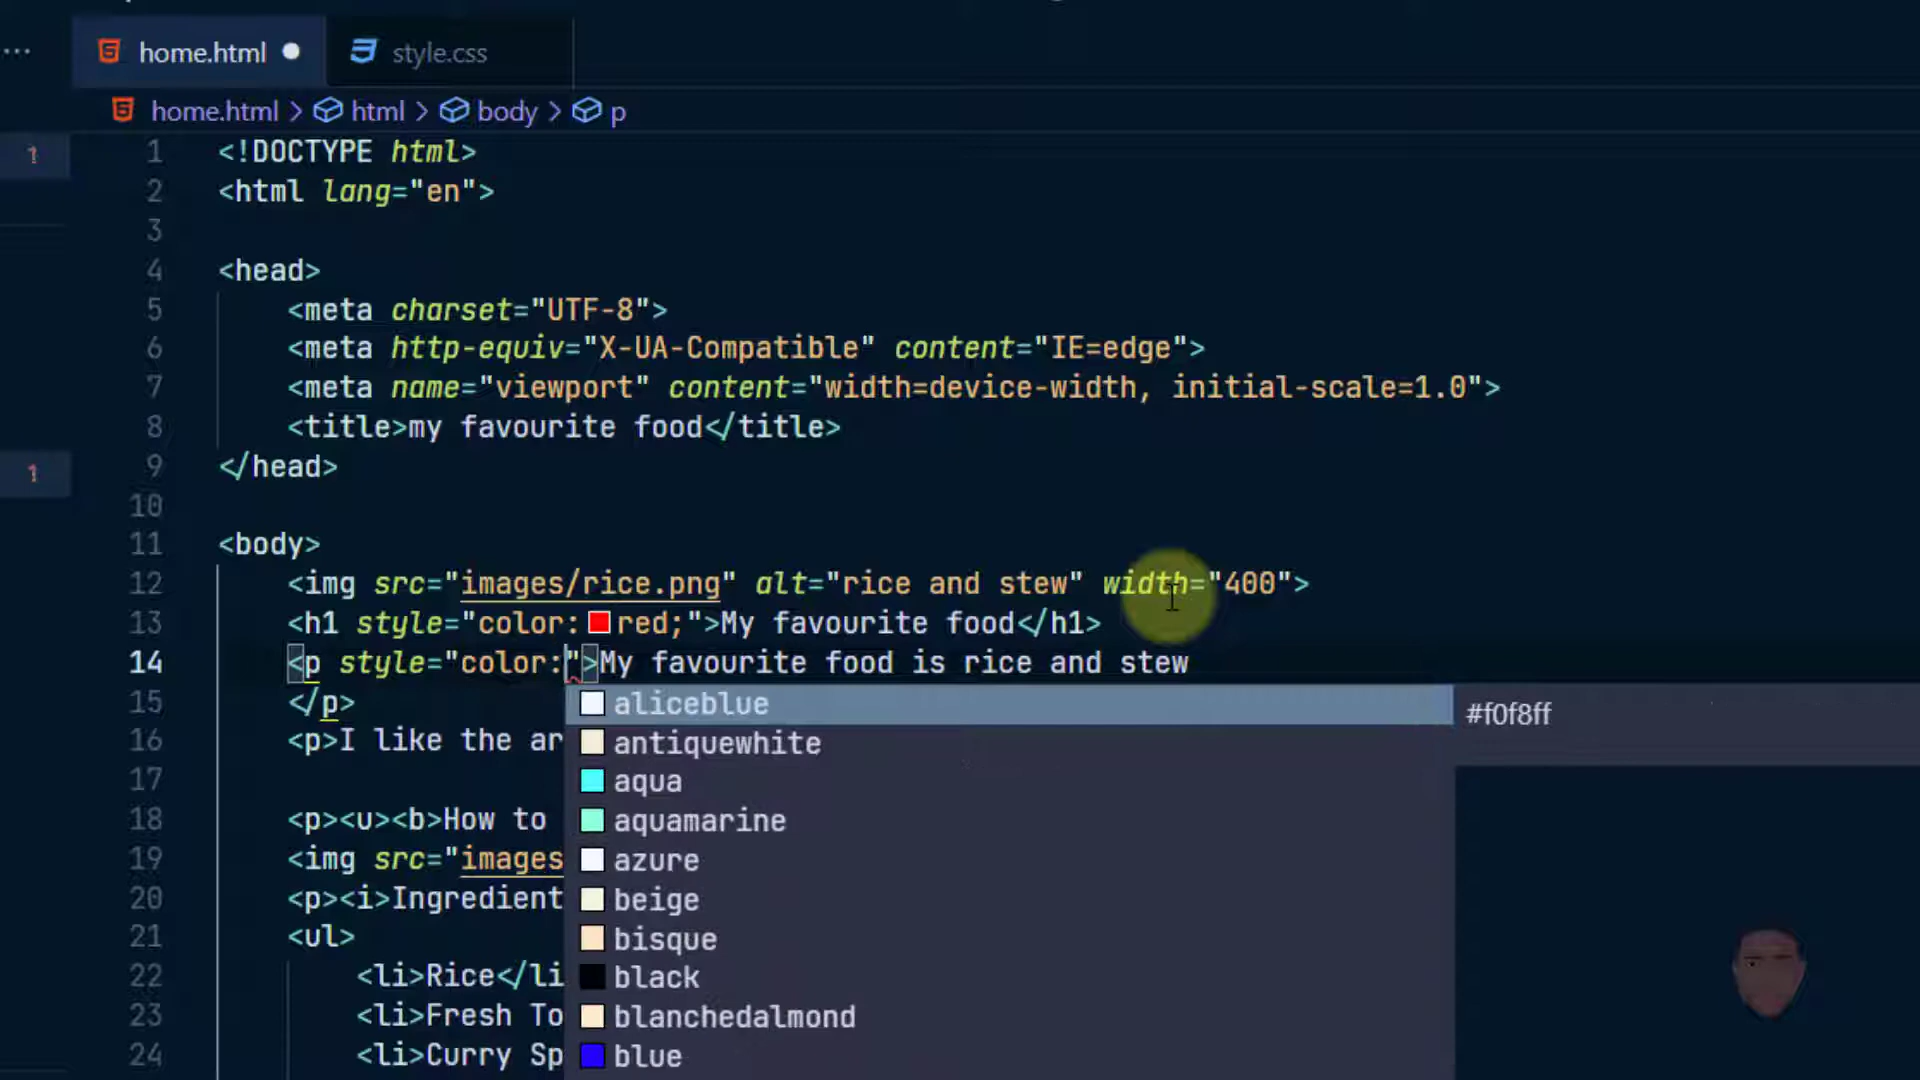 ... home.html ● style.css
home.html > html > body > p
1 1 <!DOCTYPE html>
2 <html lang="en">
3
4 <head>
5 <meta charset="UTF-8">
6 <meta http-equiv="X-UA-Compatible" content="IE=edge">
7 <meta name="viewport" content="width=device-width, initial-scale=1.0">
8 <title>my favourite food</title>
1 9 </head>
10
11 <body>
12 <img src="images/rice.png" alt="rice and stew" width="400">
13 <h1 style="color: red;">My favourite food</h1>
14 <p style="color:">My favourite food is rice and stew
15 </p>
aliceblue #f0f8ff
16 <p>I like the ar
antiquewhite
17
aqua
18 <p><u><b>How to
aquamarine
19 <img src="images
azure
20 <p><i>Ingredient
beige
21 <ul>
bisque
22 <li>Rice</li
black
23 <li>Fresh To
blanchedalmond
24 <li>Curry Sp
blue